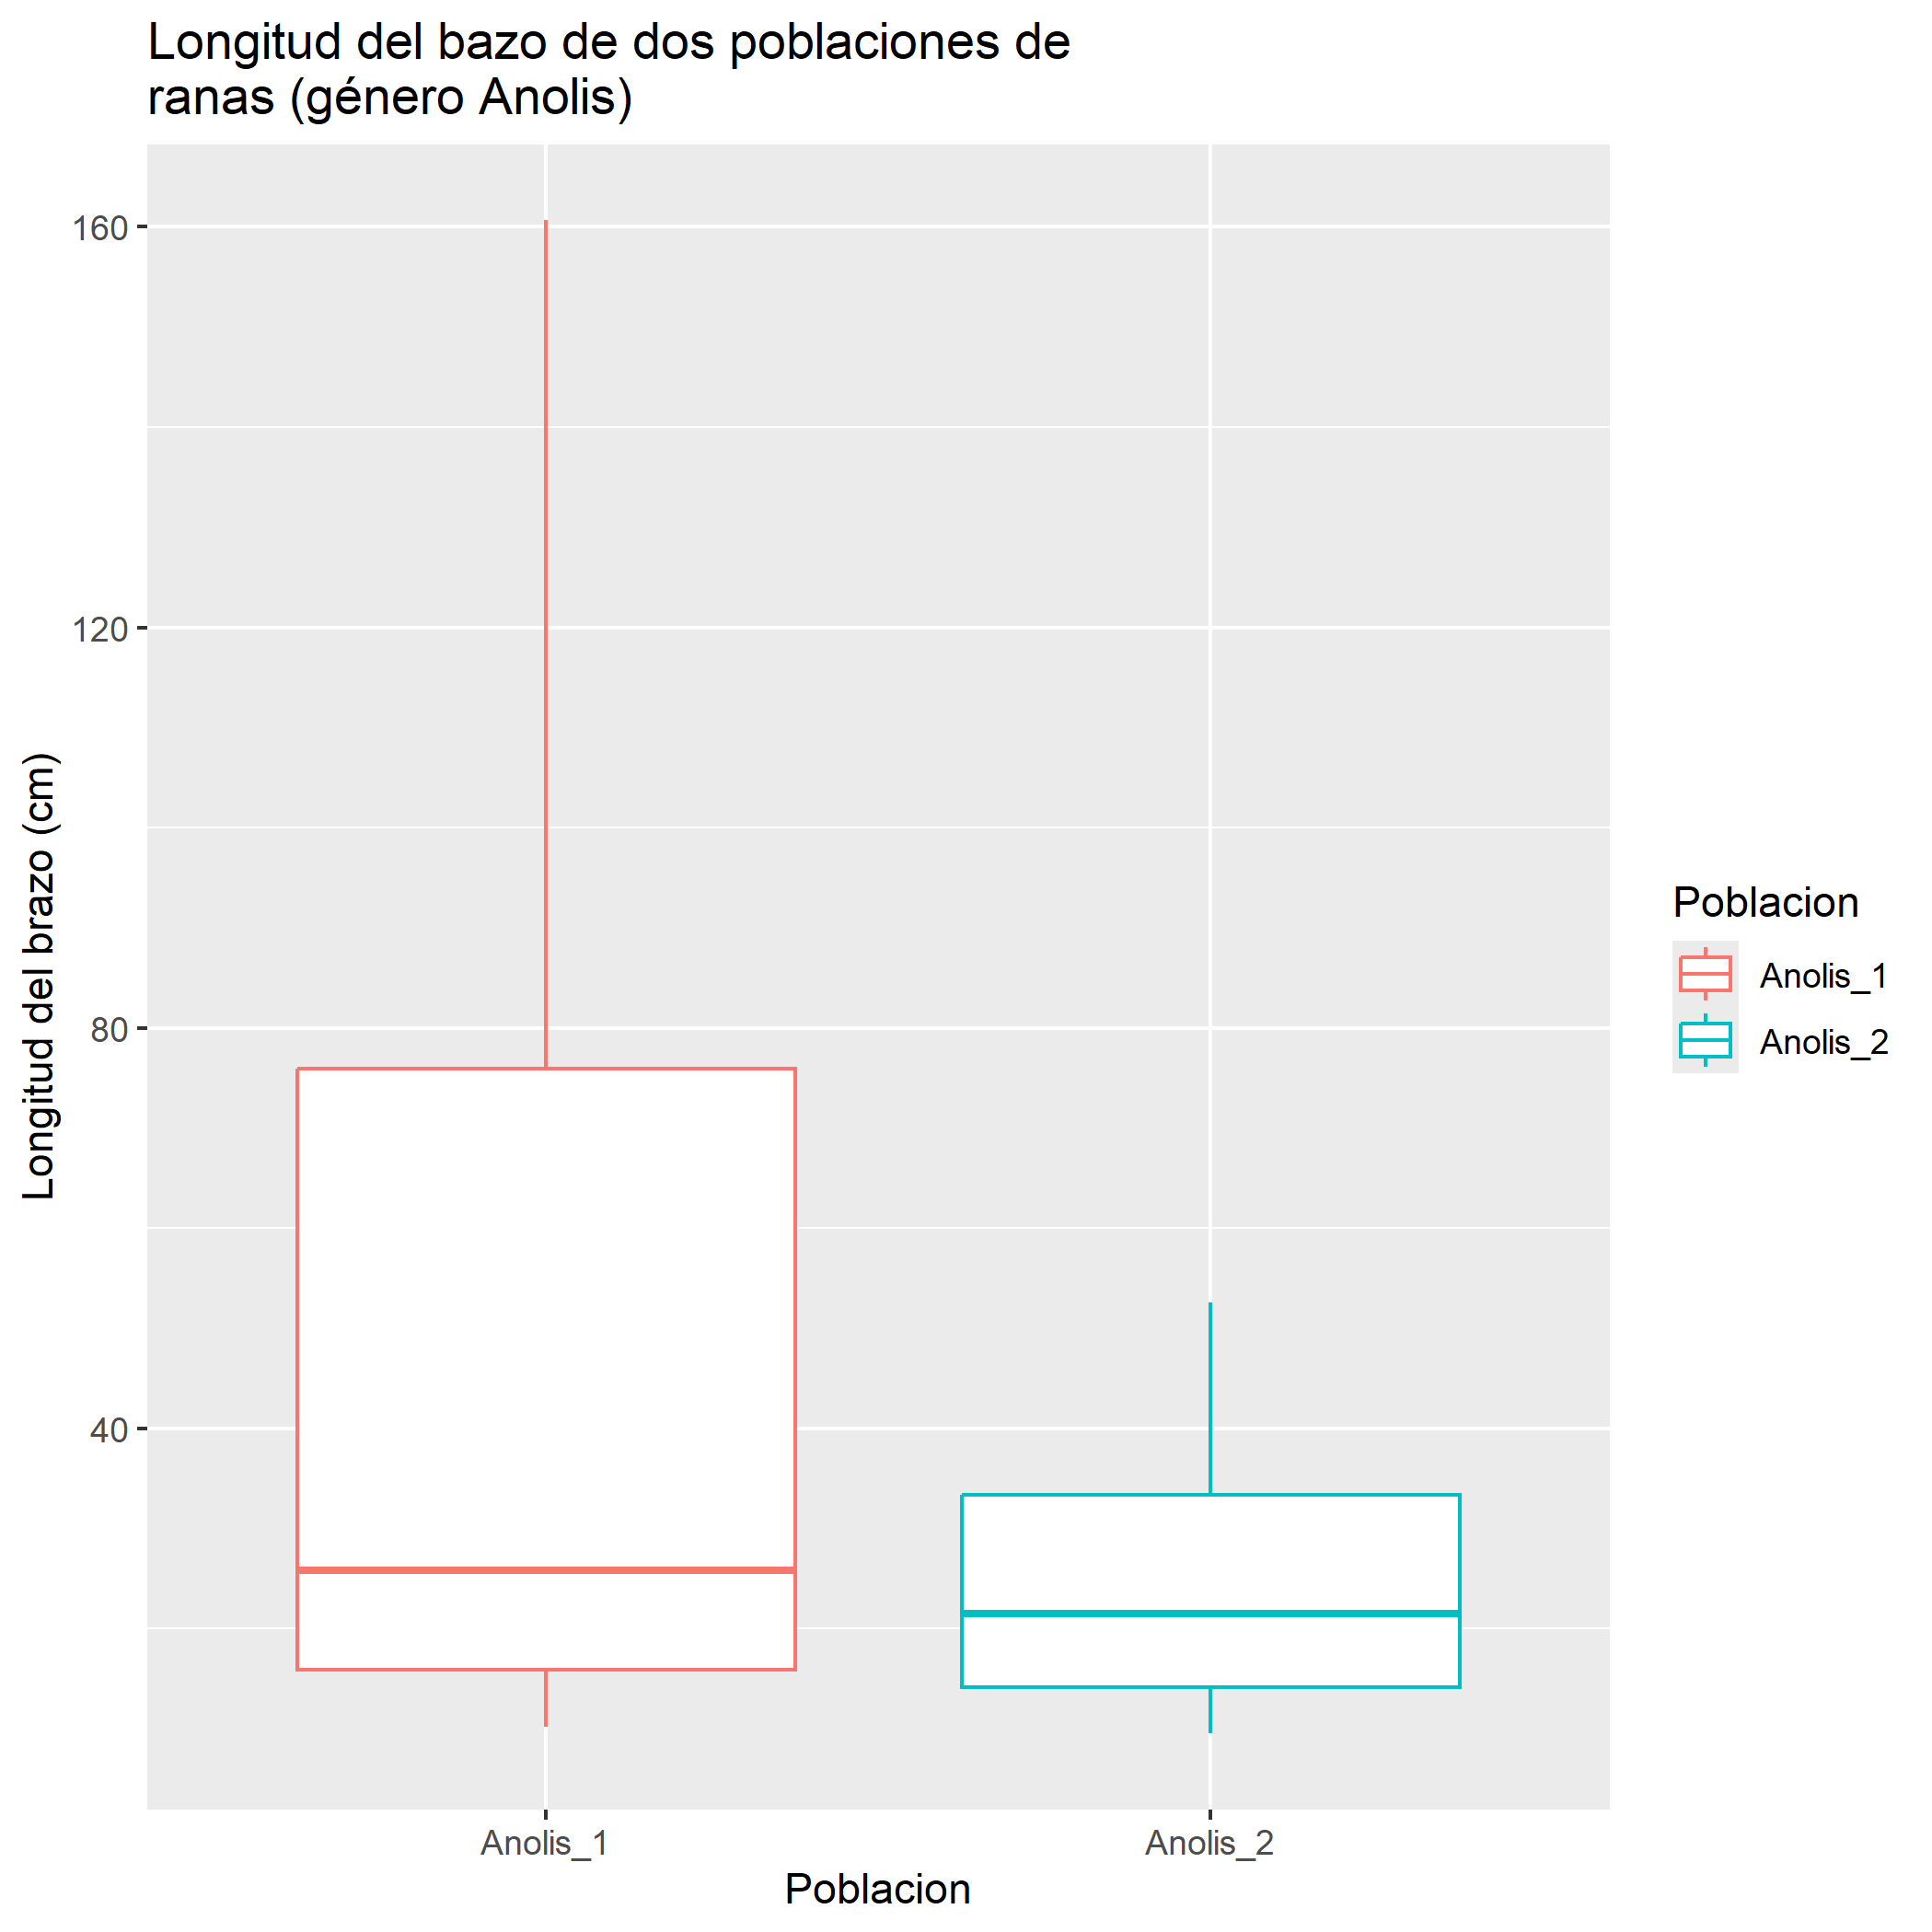 Longitud del bazo de dos poblaciones de
ranas (género Anolis)
160
120
80
40
Longitud del brazo (cm)
Anolis_1
Anolis_2
Poblacion
Poblacion
Anolis_1
Anolis_2